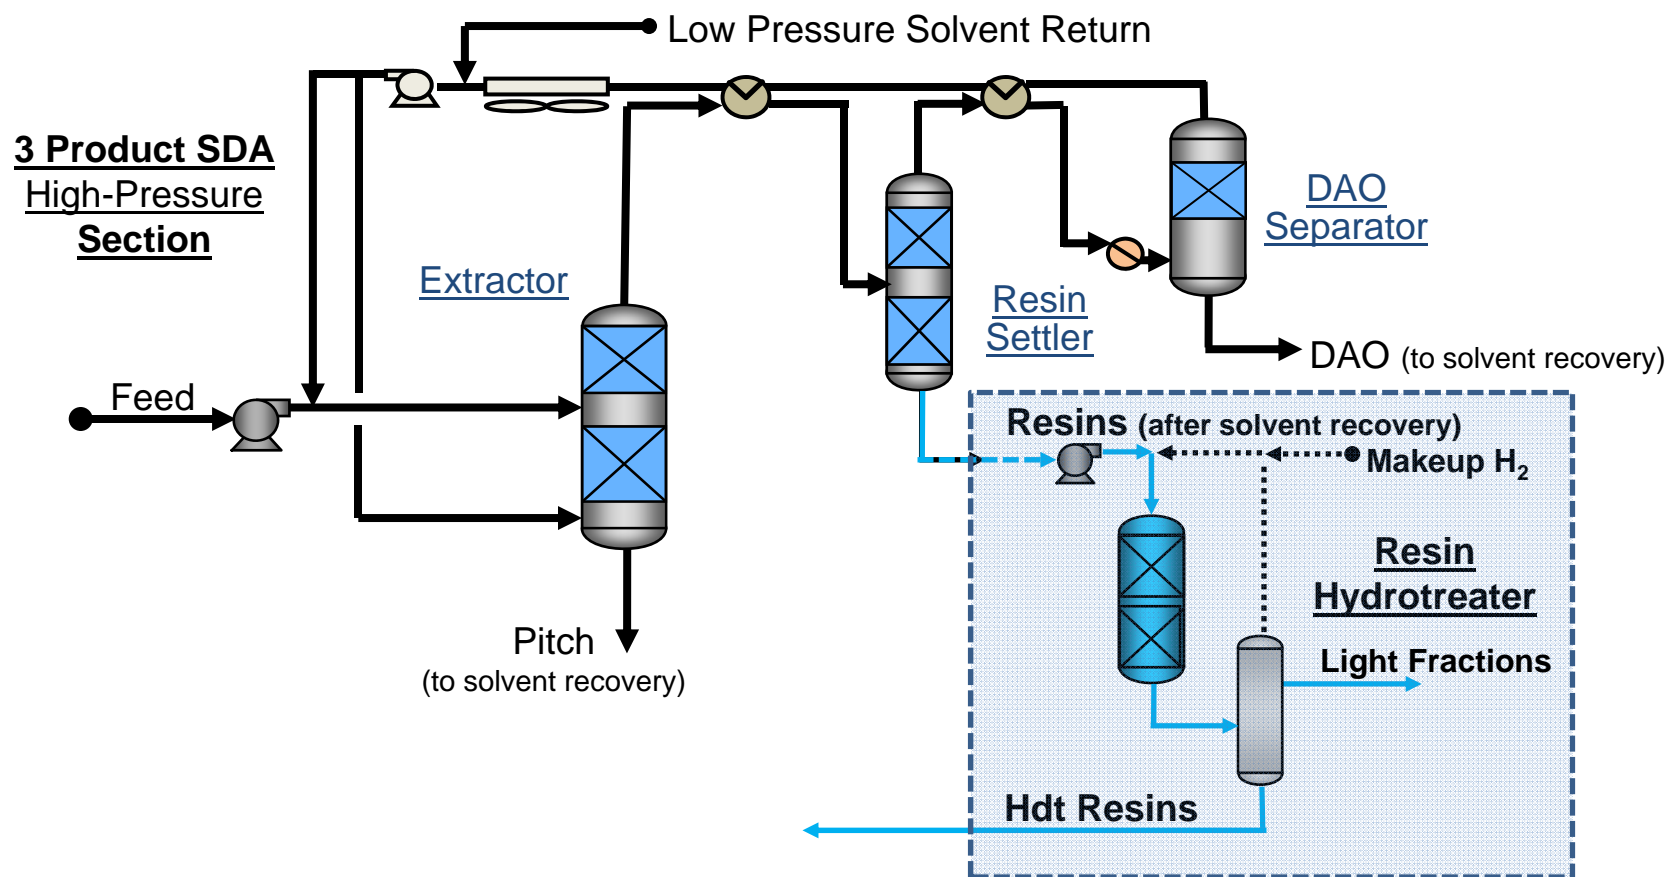 Low Pressure Solvent Return
3 Product SDA
High-Pressure
Section
DAO
Separator
Extractor
Resin
Settler
DAO (to solvent recovery)
Feed
Resins (after solvent recovery)
Makeup H₂
Resin
Hydrotreater
Pitch
(to solvent recovery)
Light Fractions
Hdt Resins